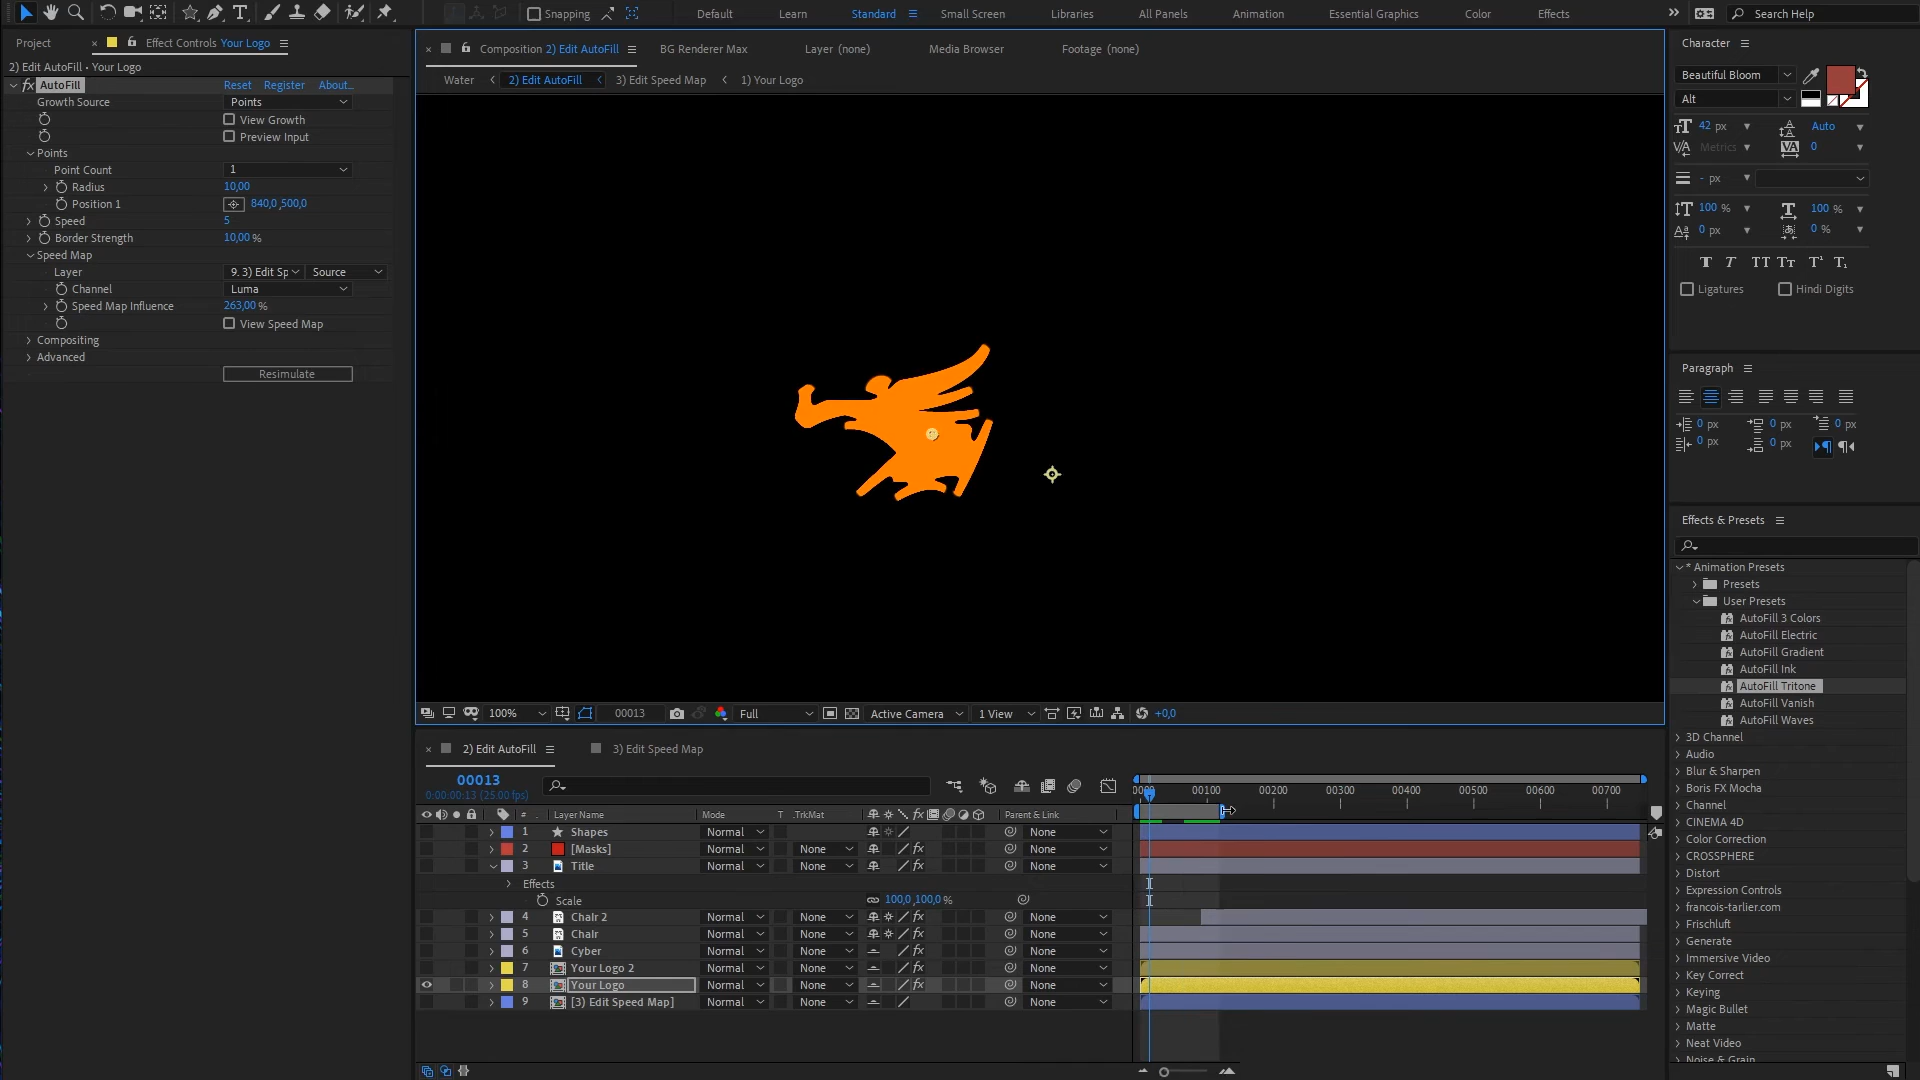 Snapping
Default
Learn
Standard
Small Screen
Libraries
All Panels
Animation
Essential Graphics
Color
Effects
Search Help
Project
Effect Controls Your Logo
2) Edit AutoFill • Your Logo
fx AutoFill Reset Register About...
Growth Source Points
View Growth
Preview Input
Points
Point Count 1
Radius 10,00
Position 1 840,0 ,500,0
Speed 5
Border Strength 10,00 %
Speed Map
Layer 9. 3) Edit Sp Source
Channel Luma
Speed Map Influence 263,00 %
View Speed Map
Compositing
Advanced
Resimulate
Composition 2) Edit AutoFill
BG Renderer Max
Layer (none)
Media Browser
Footage (none)
Water 2) Edit AutoFill 3) Edit Speed Map 1) Your Logo
100% 00013 Full Active Camera 1 View +0,0
Character
Beautiful Bloom
Alt
42 px Auto
Metrics 0
- px
100 % 100 %
0 px 0 %
Ligatures Hindi Digits
Paragraph
0 px 0 px 0 px
0 px 0 px
Effects & Presets
* Animation Presets
Presets
User Presets
AutoFill 3 Colors
AutoFill Electric
AutoFill Gradient
AutoFill Ink
AutoFill Tritone
AutoFill Vanish
AutoFill Waves
3D Channel
Audio
Blur & Sharpen
Boris FX Mocha
Channel
CINEMA 4D
Color Correction
CROSSPHERE
Distort
Expression Controls
francois-tarlier.com
Frischluft
Generate
Immersive Video
Key Correct
Keying
Magic Bullet
Matte
Neat Video
Noise & Grain
2) Edit AutoFill
3) Edit Speed Map
00013
0:00:00:13 (25.00 fps)
0000 00100 00200 00300 00400 00500 00600 00700
# Layer Name Mode T .TrkMat Parent & Link
1 Shapes Normal None
2 [Masks] Normal None fx None
3 Title Normal None fx None
Effects
Scale 100,0 ,100,0 %
4 Chair 2 Normal None fx None
5 Chair Normal None fx None
6 Cyber Normal None fx None
7 Your Logo 2 Normal None fx None
8 Your Logo Normal None fx None
9 [3) Edit Speed Map] Normal None None